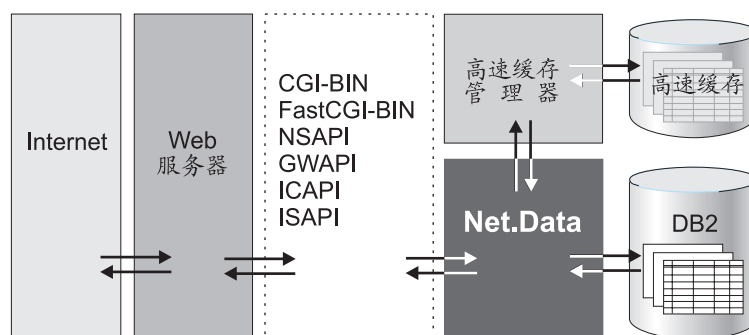 Internet
Web
服务器
CGI-BIN
FastCGI-BIN
NSAPI
GWAPI
ICAPI
ISAPI
高速缓存
管理器
高速缓存
Net.Data
DB2